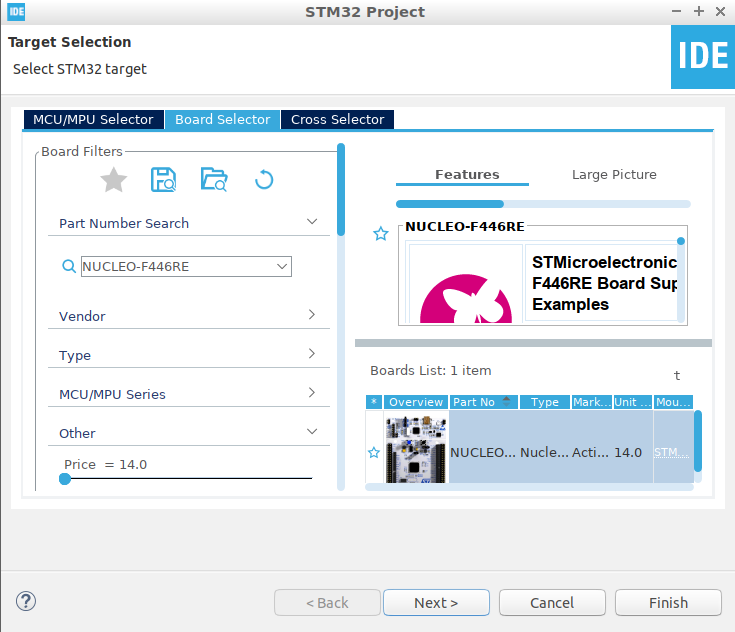 IDE
STM32 Project
Target Selection
Select STM32 target
IDE
MCU/MPU Selector
Board Selector
Cross Selector
Board Filters
Part Number Search
NUCLEO-F446RE
Vendor
Type
MCU/MPU Series
Other
Price = 14.0
Features
Large Picture
NUCLEO-F446RE
STMicroelectronic
F446RE Board Sup
Examples
Boards List: 1 item
t
* Overview Part No Type Mark... Unit ... Mou...
NUCLEO... Nucle... Acti... 14.0 STM...
?
< Back
Next >
Cancel
Finish